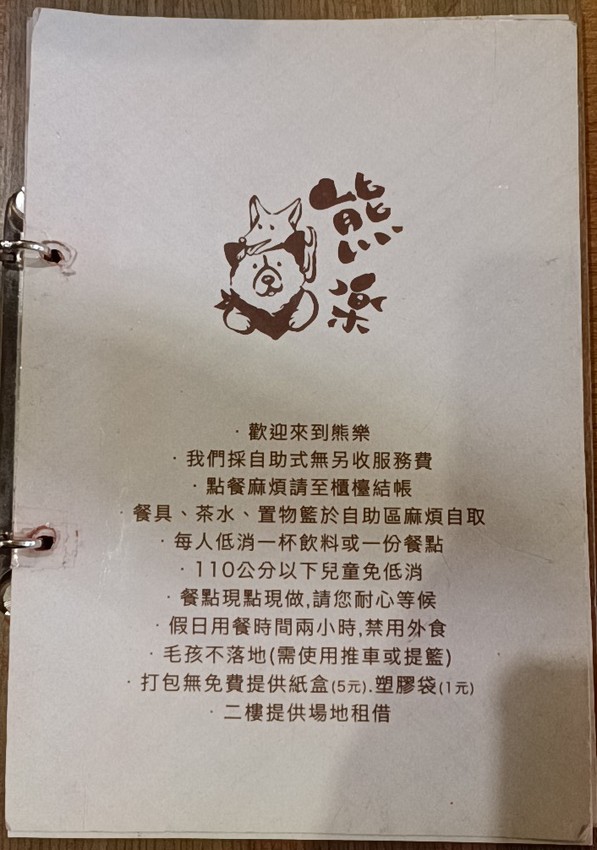 熊樂
· 歡迎來到熊樂
· 我們採自助式無另收服務費
· 點餐麻煩請至櫃檯結帳
· 餐具、茶水、置物籃於自助區麻煩自取
· 每人低消一杯飲料或一份餐點
· 110公分以下兒童免低消
· 餐點現點現做,請您耐心等候
· 假日用餐時間兩小時,禁用外食
· 毛孩不落地(需使用推車或提籃)
· 打包無免費提供紙盒(5元).塑膠袋(1元)
· 二樓提供場地租借